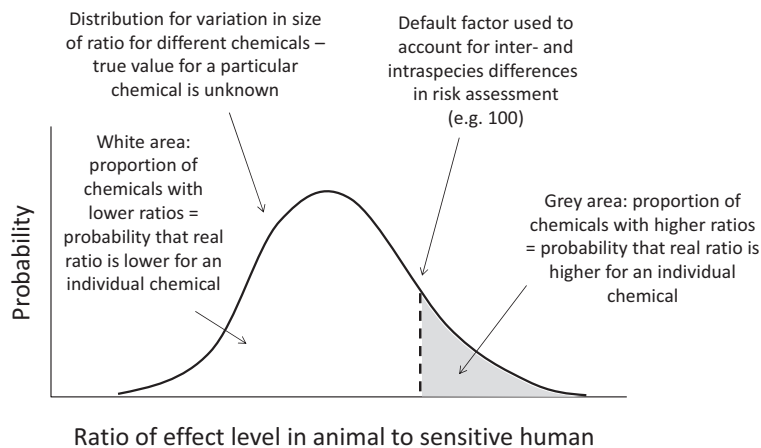 Distribution for variation in size
of ratio for different chemicals –
true value for a particular
chemical is unknown
Default factor used to
account for inter- and
intraspecies differences
in risk assessment
(e.g. 100)
White area:
proportion of
chemicals with
lower ratios =
probability that real
ratio is lower for an
individual chemical
Grey area: proportion of
chemicals with higher ratios
= probability that real ratio is
higher for an individual
chemical
Probability
Ratio of effect level in animal to sensitive human